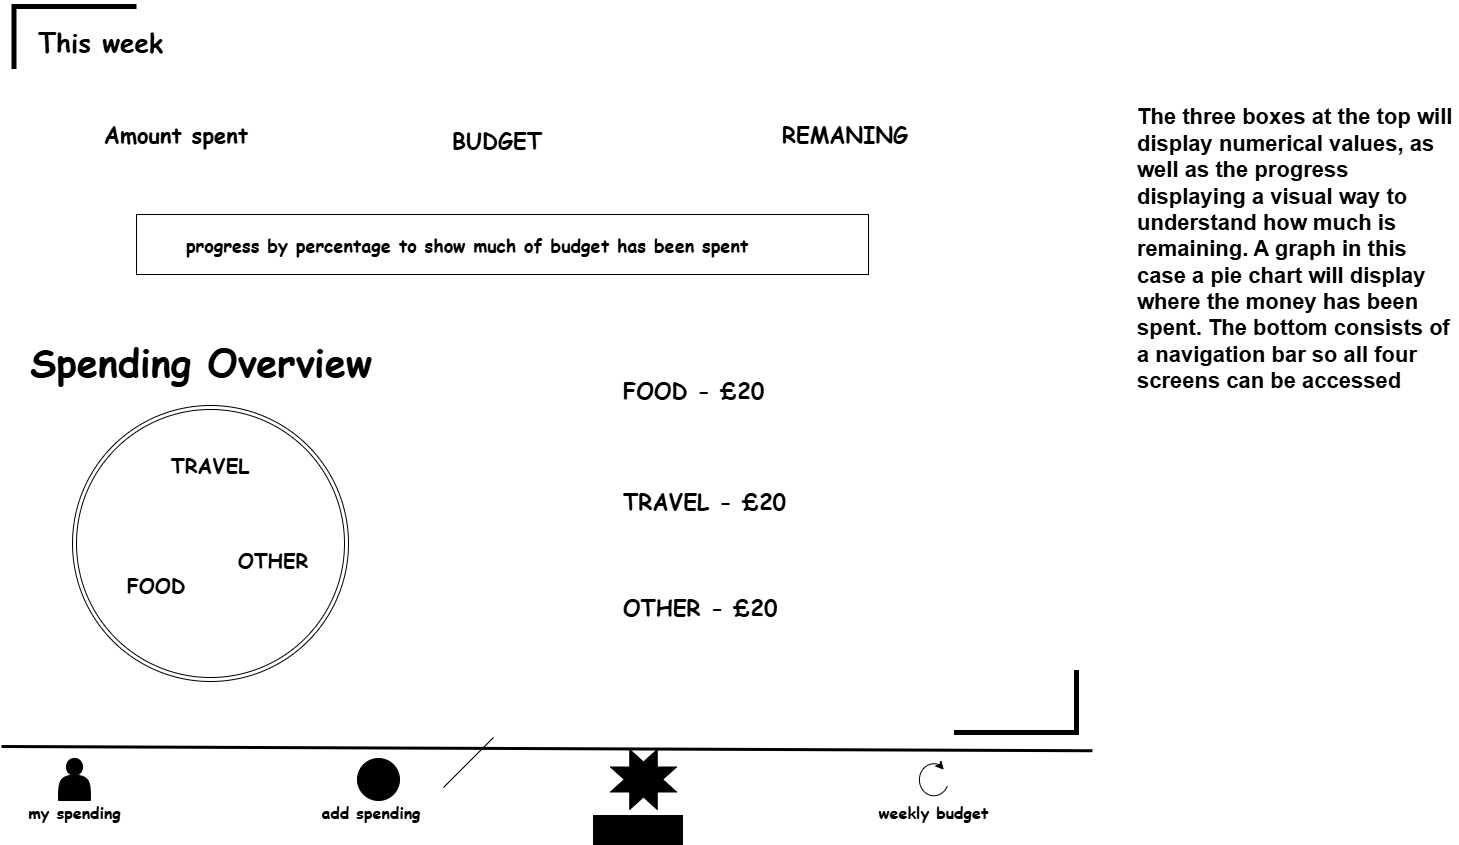 This week
Amount spent
BUDGET
REMANING
progress by percentage to show much of budget has been spent
Spending Overview
TRAVEL
OTHER
FOOD
FOOD - £20
TRAVEL - £20
OTHER - £20
my spending
add spending
weekly budget
The three boxes at the top will
display numerical values, as
well as the progress
displaying a visual way to
understand how much is
remaining. A graph in this
case a pie chart will display
where the money has been
spent. The bottom consists of
a navigation bar so all four
screens can be accessed